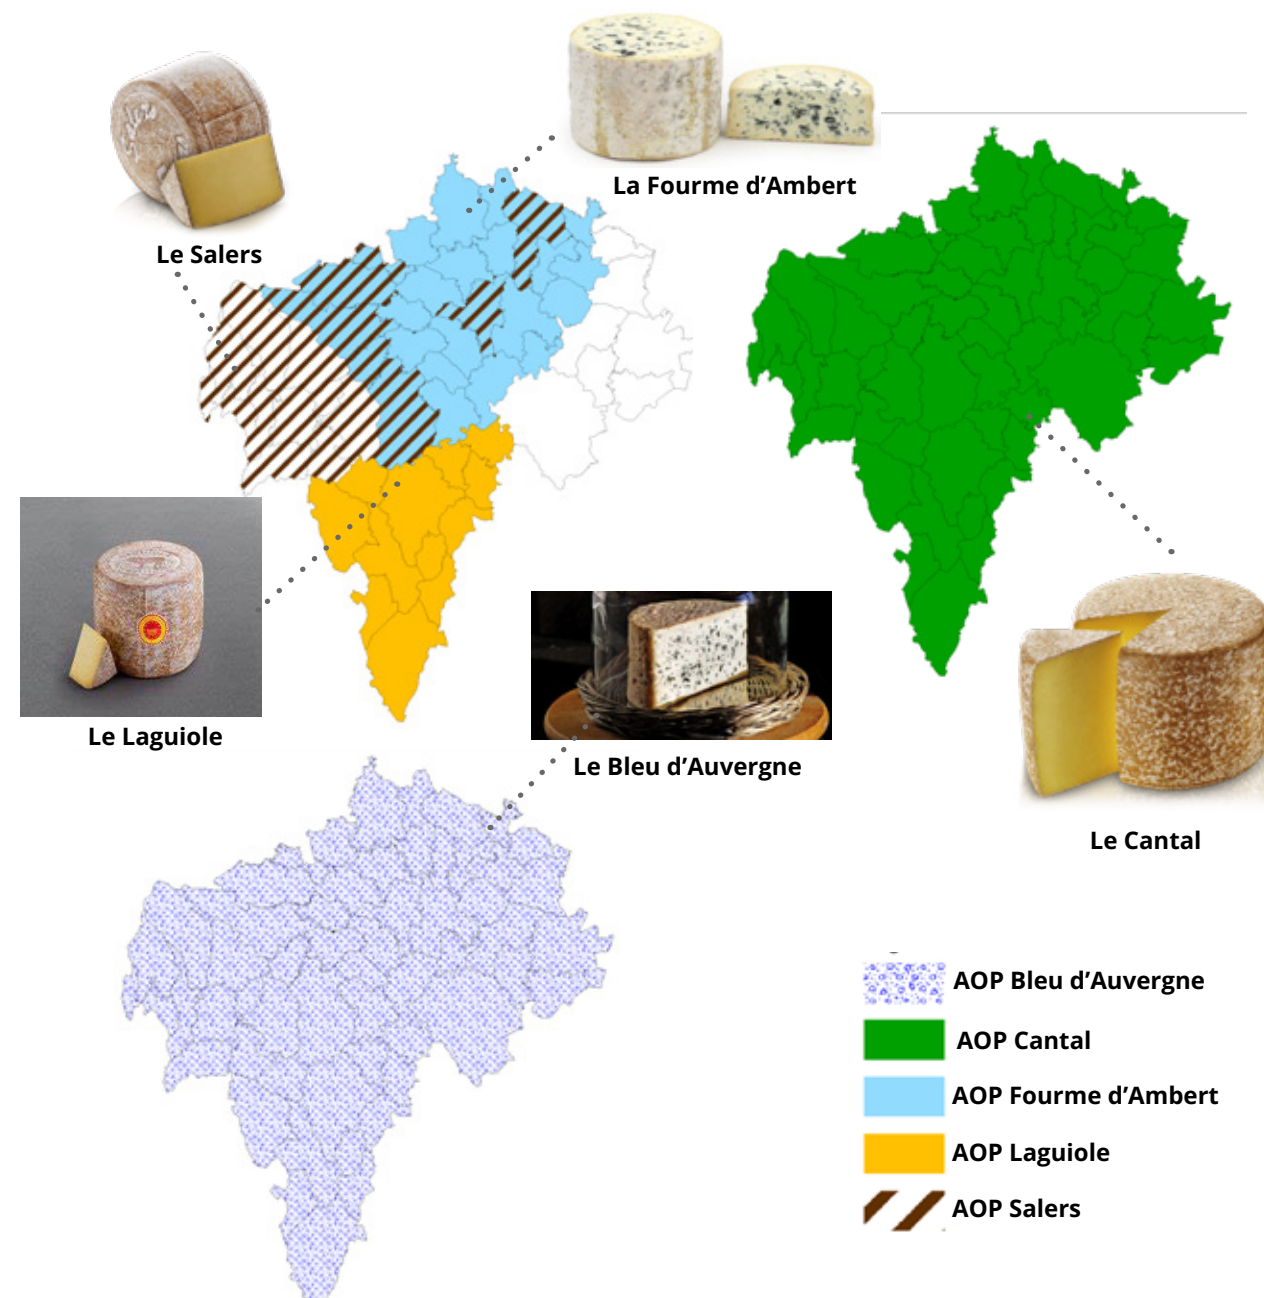 La Fourme d’Ambert
Le Salers
Le Laguiole
Le Bleu d’Auvergne
Le Cantal
AOP Bleu d’Auvergne
AOP Cantal
AOP Fourme d’Ambert
AOP Laguiole
AOP Salers